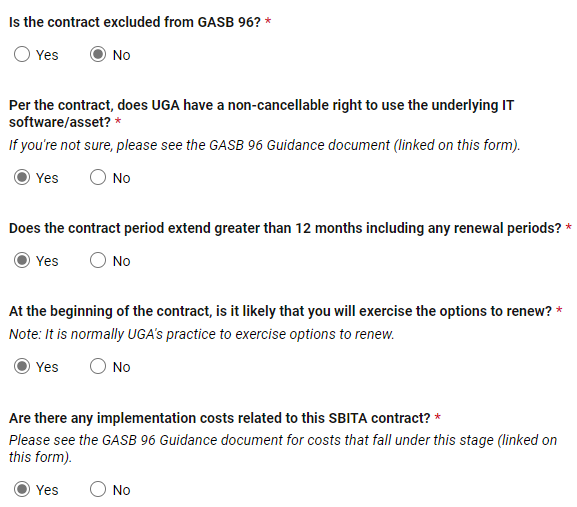 Is the contract excluded from GASB 96? *
Yes No
Per the contract, does UGA have a non-cancellable right to use the underlying IT
software/asset? *
If you're not sure, please see the GASB 96 Guidance document (linked on this form).
Yes No
Does the contract period extend greater than 12 months including any renewal periods? *
Yes No
At the beginning of the contract, is it likely that you will exercise the options to renew? *
Note: It is normally UGA's practice to exercise options to renew.
Yes No
Are there any implementation costs related to this SBITA contract? *
Please see the GASB 96 Guidance document for costs that fall under this stage (linked on
this form).
Yes No